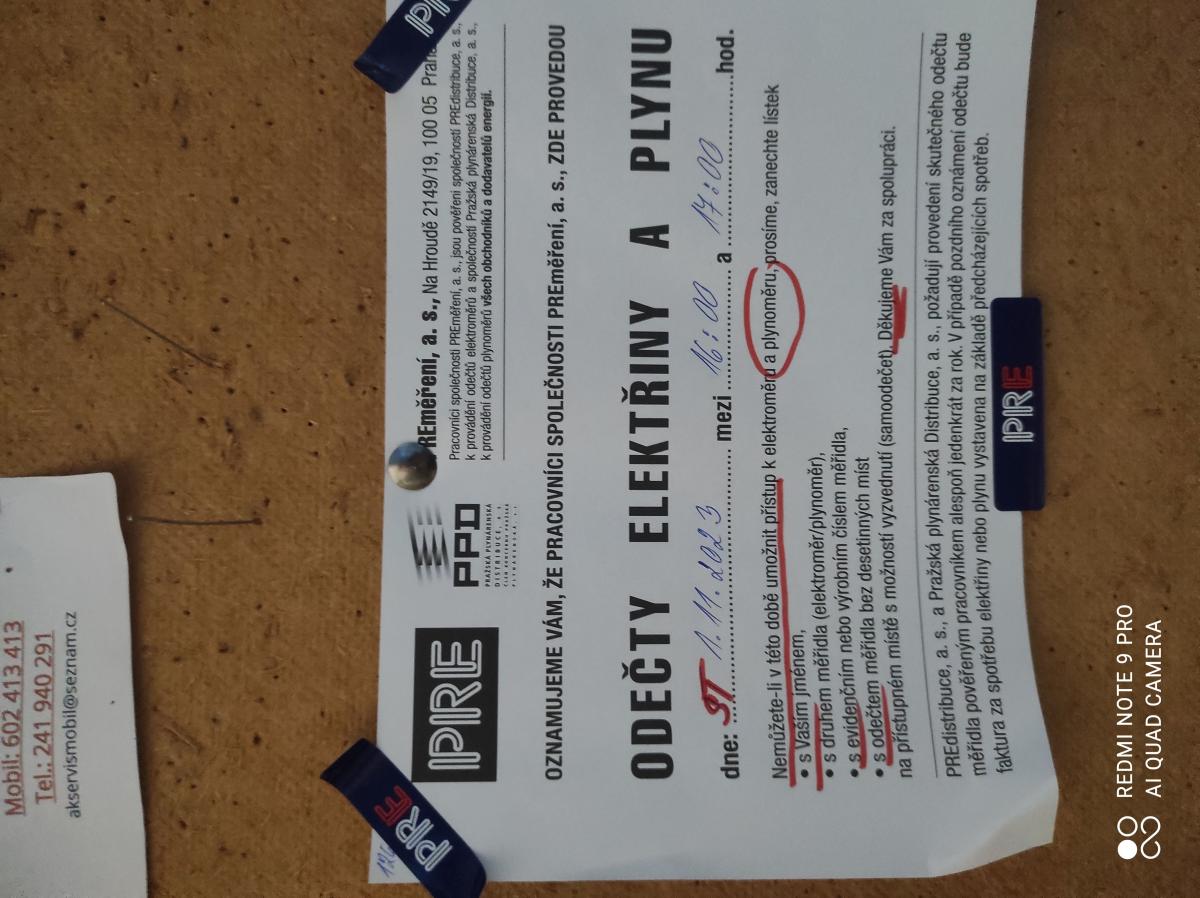 Mobil: 602 413 413
Tel.: 241 940 291
akservismobil@seznam.cz
PRE
PRE
PPD
PRAŽSKÁ PLYNÁRENSKÁ
DISTRIBUCE, A.S.
REměření, a. s., Na Hroudě 2149/19, 100 05
Pracovníci společnosti PREměření, a. s., jsou pověřeni společností PREdistribuce, a. s.,
k provádění odečtů elektroměrů a společností Pražská plynárenská Distribuce, a. s.,
k provádění odečtů plynoměrů všech obchodníků a dodavatelů energií.
OZNAMUJEME VÁM, ŽE PRACOVNÍCI SPOLEČNOSTI PREměření, a. s., ZDE PROVEDOU
ODEČTY ELEKTŘINY A PLYNU
dne: ST 1.11.2023 mezi 16:00 a 17:00 hod.
Nemůžete-li v této době umožnit přístup k elektroměru a plynoměru, prosíme, zanechte lístek
• s Vaším jménem,
• s druhem měřidla (elektroměr/plynoměr),
• s evidenčním nebo výrobním číslem měřidla,
• s odečtem měřidla bez desetinných míst
na přístupném místě s možností vyzvednutí (samoodečet). Děkujeme Vám za spolupráci.
PREdistribuce, a. s., a Pražská plynárenská Distribuce, a. s., požadují provedení skutečného odečtu
měřidla pověřeným pracovníkem alespoň jedenkrát za rok. V případě pozdního oznámení odečtu bude
faktura za spotřebu elektřiny nebo plynu vystavena na základě předcházejících spotřeb.
PRE
REDMI NOTE 9 PRO
AI QUAD CAMERA